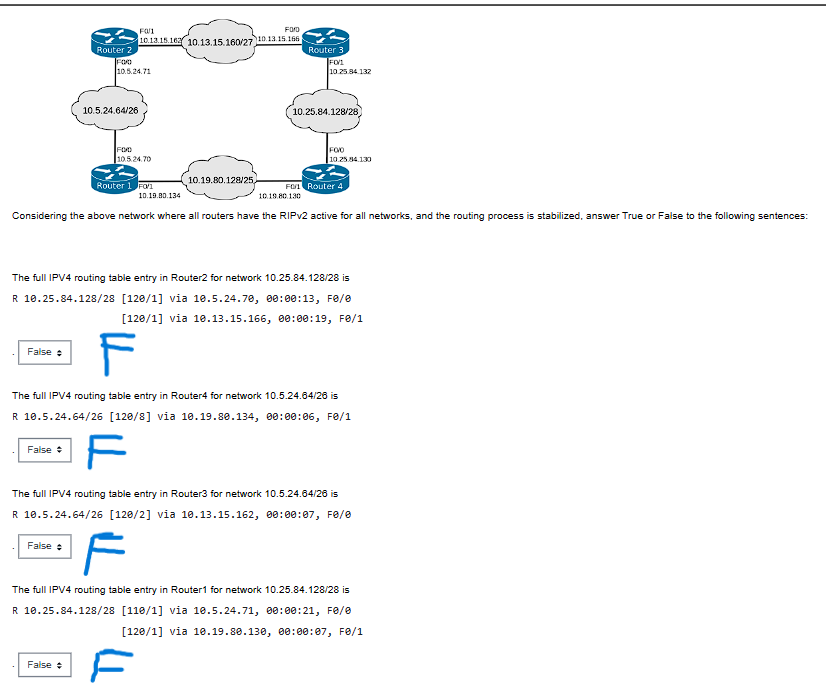 F0/1
10.13.15.162
10.13.15.160/27
F0/0
10.13.15.166
Router 2
Router 3
F0/0
10.5.24.71
F0/1
10.25.84.132
10.5.24.64/26
10.25.84.128/28
F0/0
10.5.24.70
F0/0
10.25.84.130
Router 1
F0/1
10.19.80.134
10.19.80.128/25
F0/1
10.19.80.130
Router 4
Considering the above network where all routers have the RIPv2 active for all networks, and the routing process is stabilized, answer True or False to the following sentences:
The full IPV4 routing table entry in Router2 for network 10.25.84.128/28 is
R 10.25.84.128/28 [120/1] via 10.5.24.70, 00:00:13, F0/0
[120/1] via 10.13.15.166, 00:00:19, F0/1
. False F
The full IPV4 routing table entry in Router4 for network 10.5.24.64/26 is
R 10.5.24.64/26 [120/8] via 10.19.80.134, 00:00:06, F0/1
. False F
The full IPV4 routing table entry in Router3 for network 10.5.24.64/26 is
R 10.5.24.64/26 [120/2] via 10.13.15.162, 00:00:07, F0/0
. False F
The full IPV4 routing table entry in Router1 for network 10.25.84.128/28 is
R 10.25.84.128/28 [110/1] via 10.5.24.71, 00:00:21, F0/0
[120/1] via 10.19.80.130, 00:00:07, F0/1
. False F